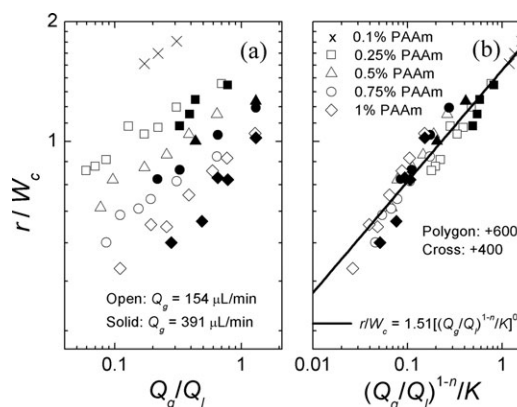 2
(a)
1
r / W_c
Open: Q_g = 154 μL/min
Solid: Q_g = 391 μL/min
0.1
1
Q_g/Q_l
(b)
× 0.1% PAAm
□ 0.25% PAAm
△ 0.5% PAAm
○ 0.75% PAAm
◇ 1% PAAm
Polygon: +600
Cross: +400
r/W_c = 1.51[(Q_g/Q_l)^{1-n}/K]^0
0.01
0.1
1
(Q_g/Q_l)^{1-n}/K